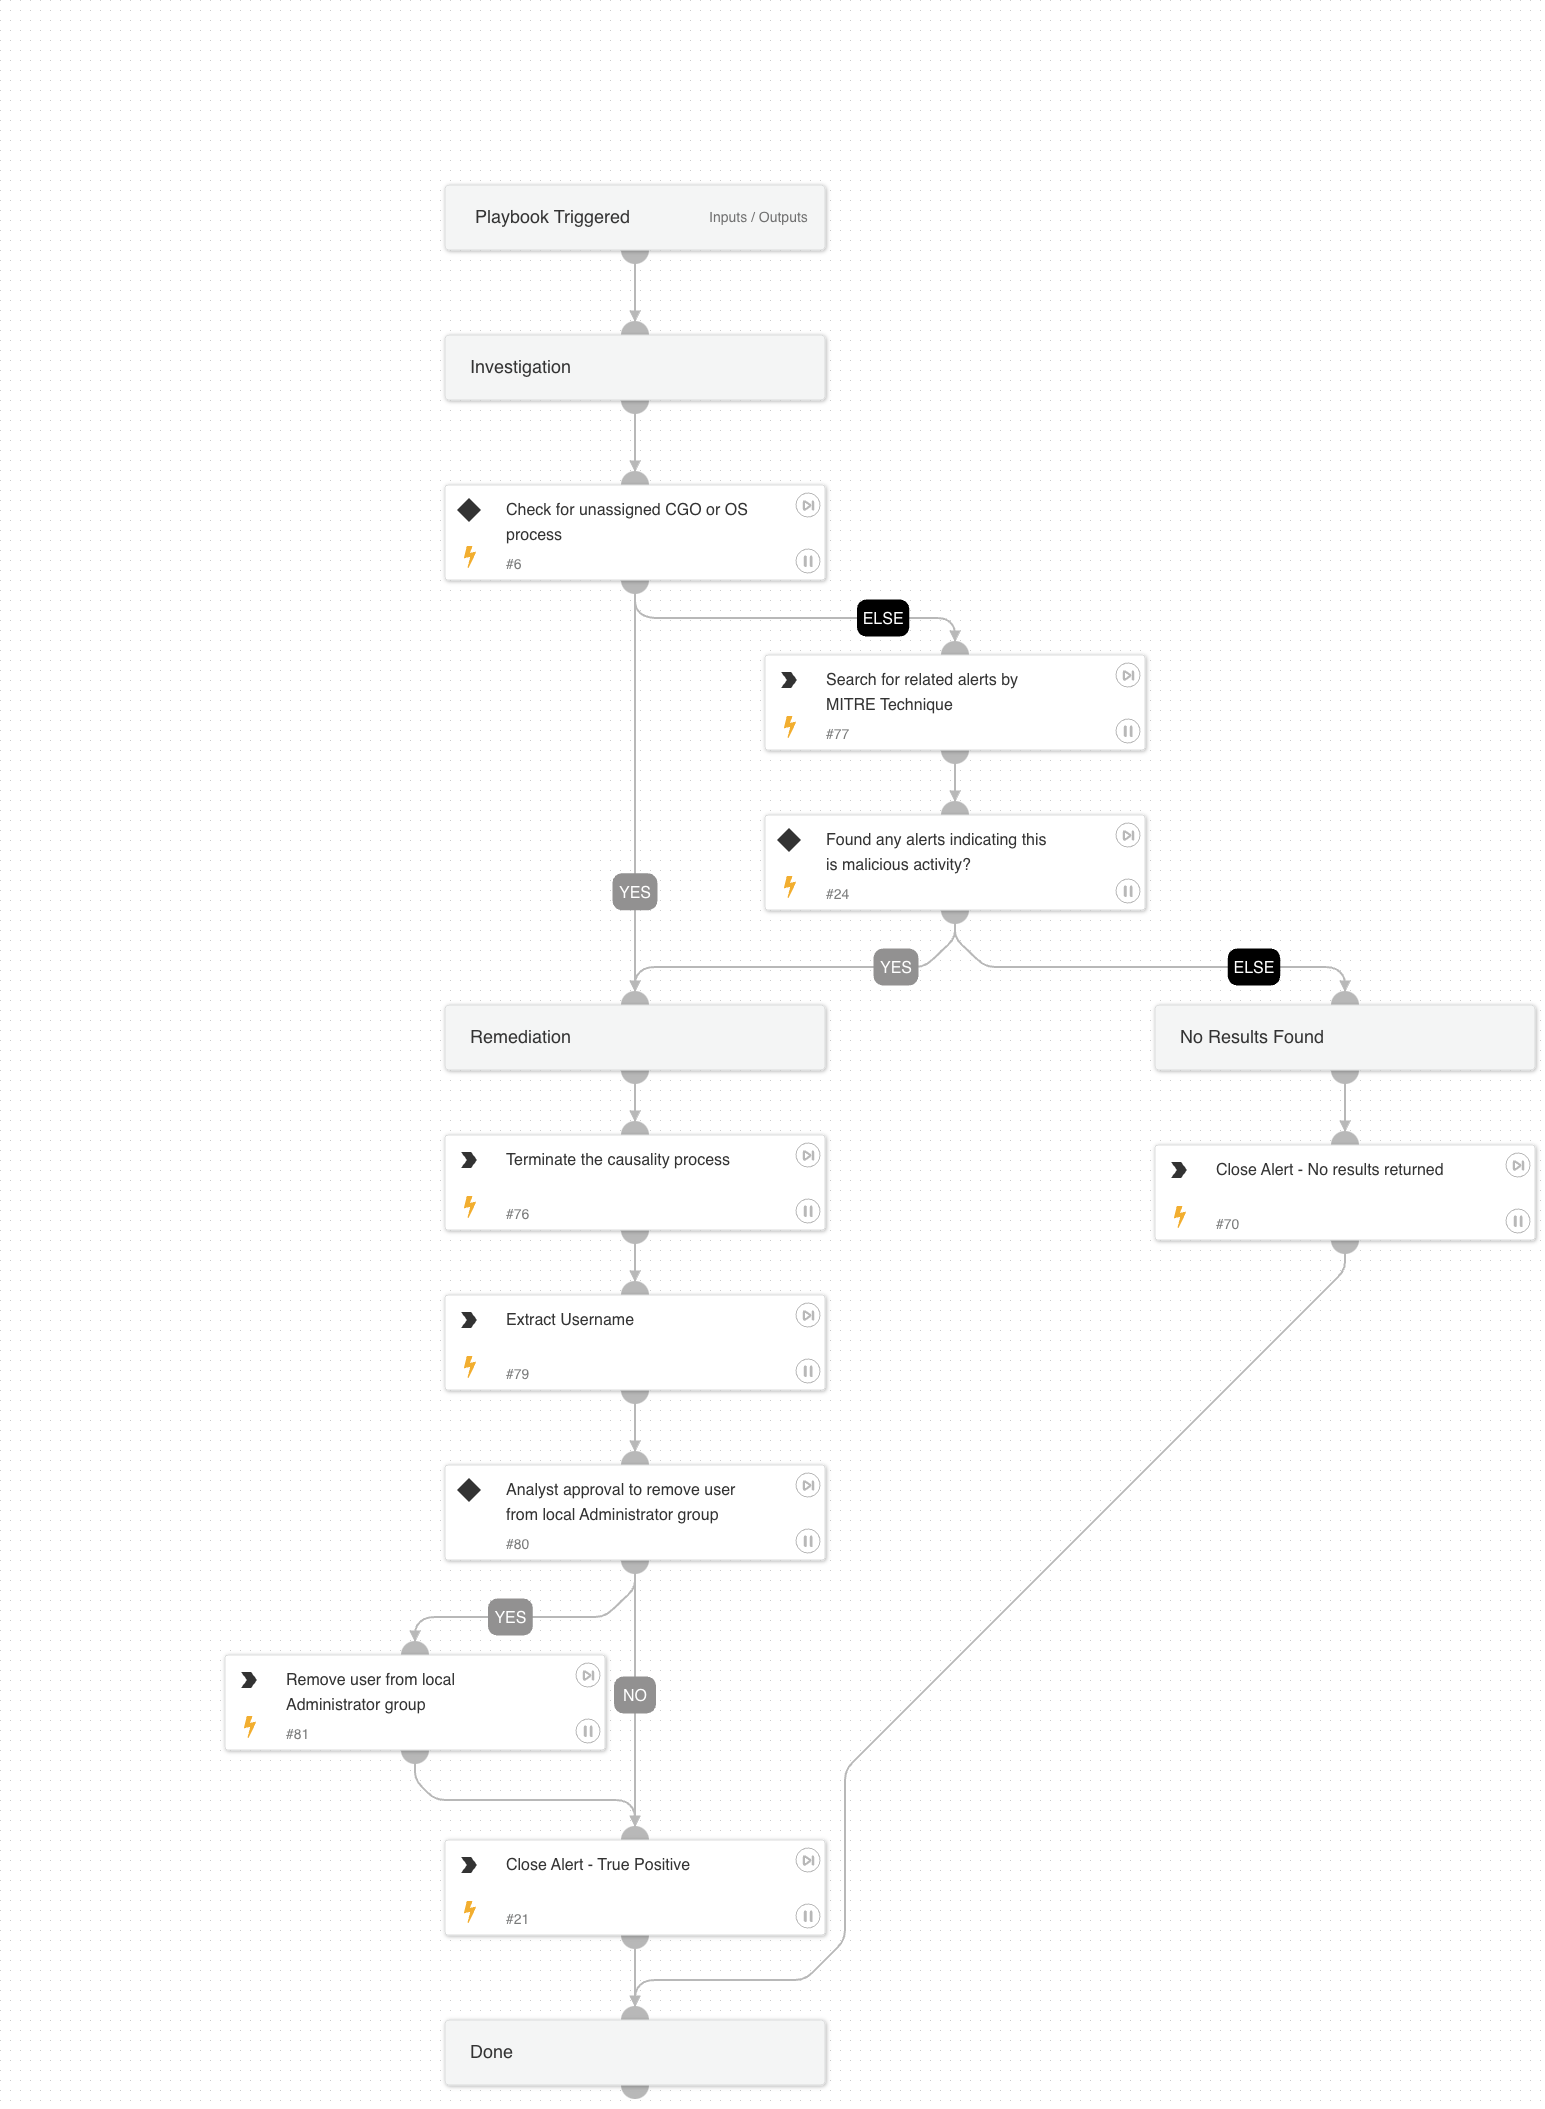 Playbook Triggered
Inputs / Outputs
Investigation
Check for unassigned CGO or OS
process
#6
ELSE
Search for related alerts by
MITRE Technique
#77
Found any alerts indicating this
is malicious activity?
#24
YES
YES
ELSE
Remediation
No Results Found
Terminate the causality process
#76
Close Alert - No results returned
#70
Extract Username
#79
Analyst approval to remove user
from local Administrator group
#80
YES
Remove user from local
Administrator group
#81
NO
Close Alert - True Positive
#21
Done